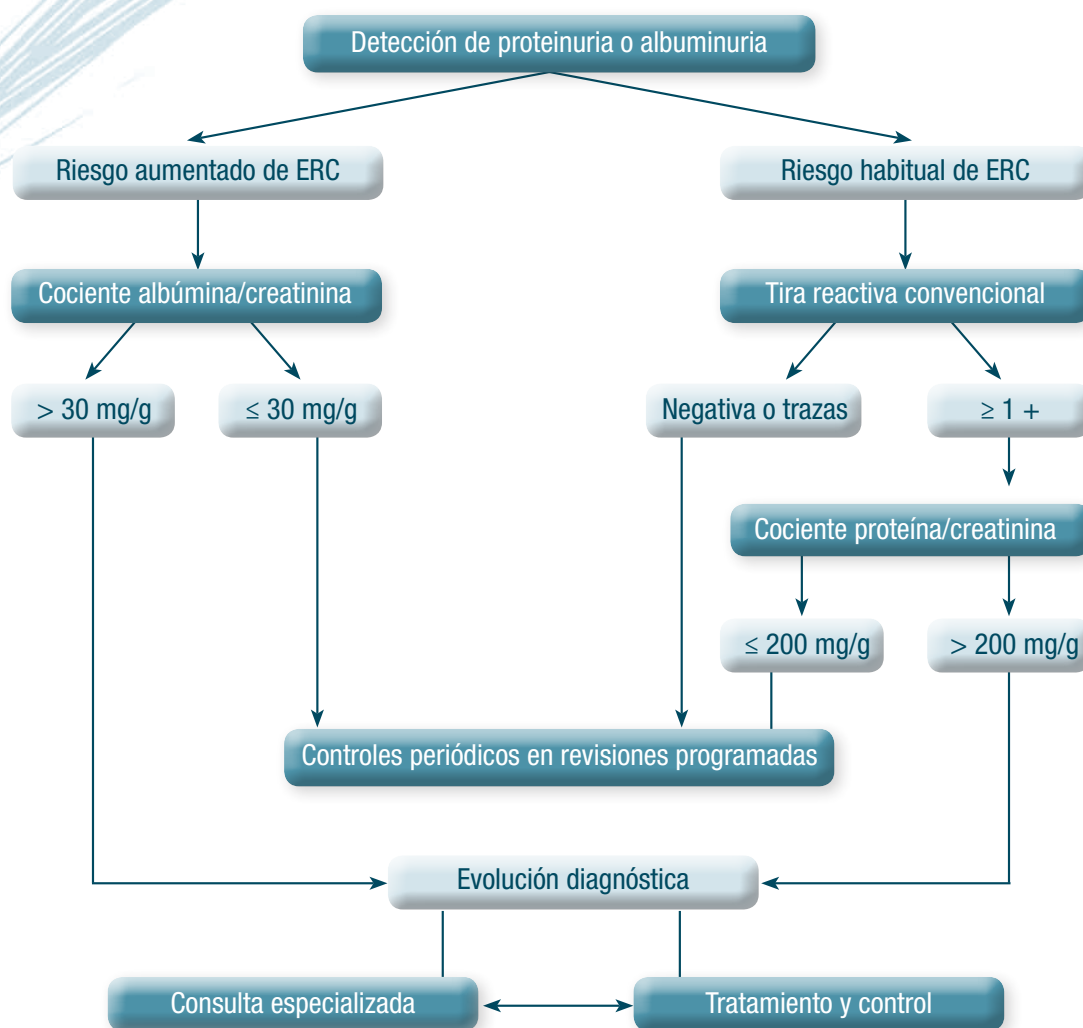 Detección de proteinuria o albuminuria
Riesgo aumentado de ERC
Riesgo habitual de ERC
Cociente albúmina/creatinina
Tira reactiva convencional
> 30 mg/g
≤ 30 mg/g
Negativa o trazas
≥ 1 +
Cociente proteína/creatinina
≤ 200 mg/g
> 200 mg/g
Controles periódicos en revisiones programadas
Evolución diagnóstica
Consulta especializada
Tratamiento y control